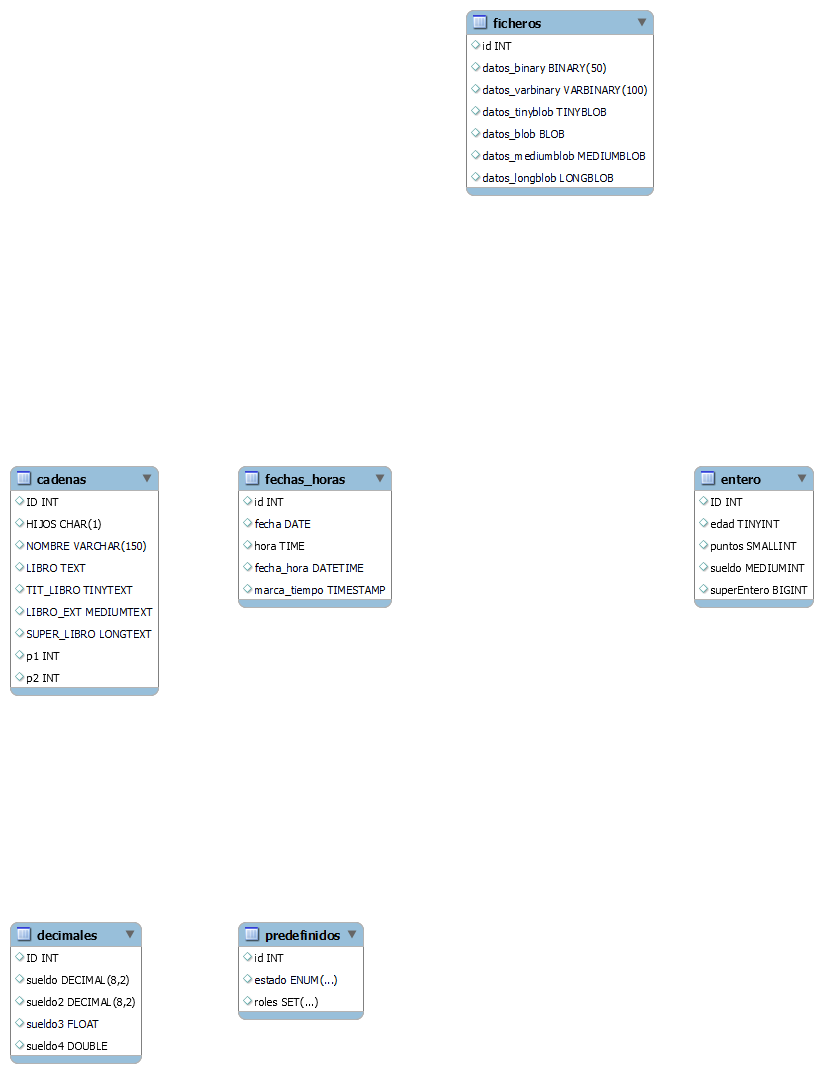 ficheros
id INT
datos_binary BINARY(50)
datos_varbinary VARBINARY(100)
datos_tinyblob TINYBLOB
datos_blob BLOB
datos_mediumblob MEDIUMBLOB
datos_longblob LONGBLOB
cadenas
ID INT
HIJOS CHAR(1)
NOMBRE VARCHAR(150)
LIBRO TEXT
TIT_LIBRO TINYTEXT
LIBRO_EXT MEDIUMTEXT
SUPER_LIBRO LONGTEXT
p1 INT
p2 INT
fechas_horas
id INT
fecha DATE
hora TIME
fecha_hora DATETIME
marca_tiempo TIMESTAMP
entero
ID INT
edad TINYINT
puntos SMALLINT
sueldo MEDIUMINT
superEntero BIGINT
decimales
ID INT
sueldo DECIMAL(8,2)
sueldo2 DECIMAL(8,2)
sueldo3 FLOAT
sueldo4 DOUBLE
predefinidos
id INT
estado ENUM(...)
roles SET(...)